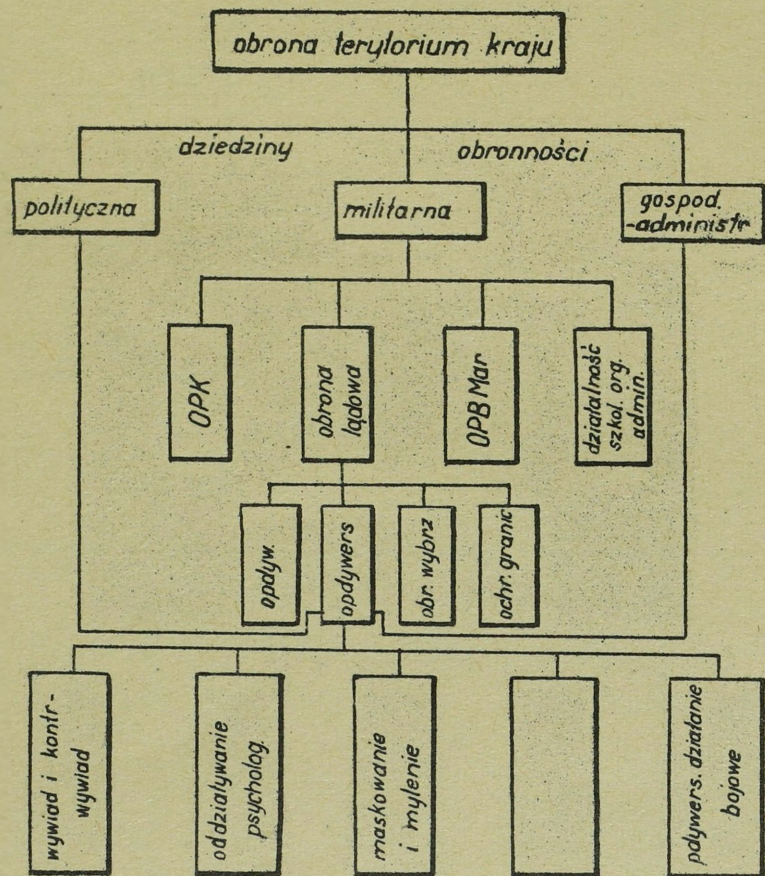 obrona terytorium kraju
dziedziny
obronności
polityczna
militarna
gospod.
-administr
OPK
obrona
lądowa
OPB Mar
działalność
szkol. org.
admin.
opdyw.
opdywers
obr. wybrz
ochr. granic
wywiad i kontr-
wywiad
oddziaływanie
psycholog.
maskowanie
i mylenie
pdywers. działanie
bojowe